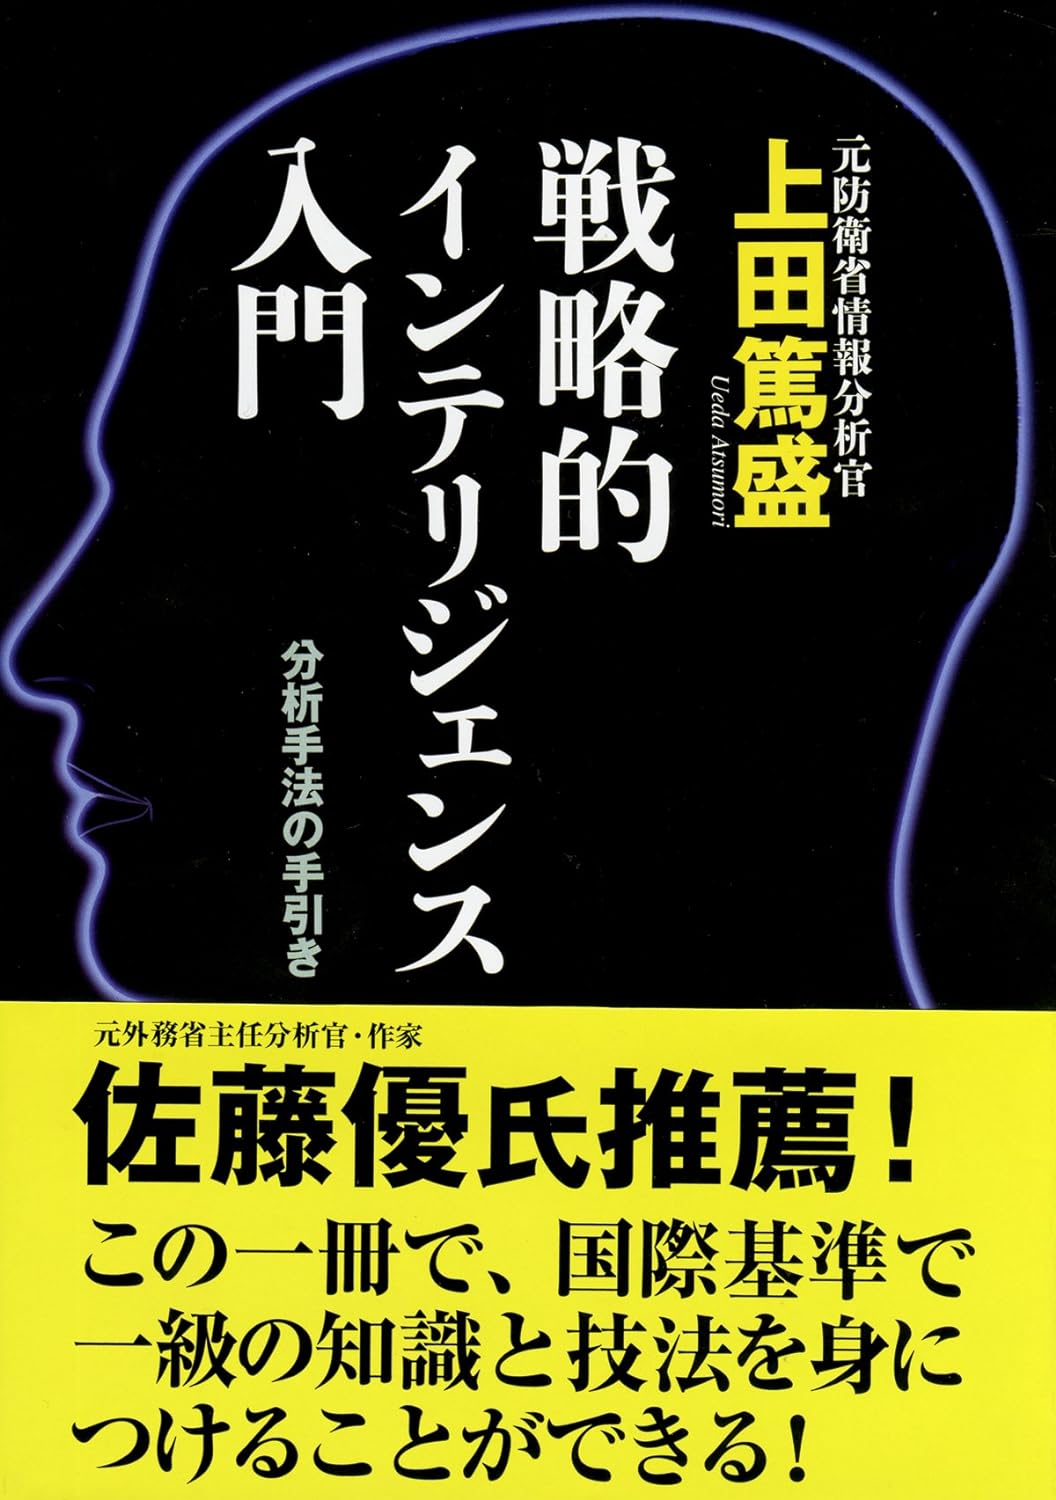 元防衛省情報分析官
上田篤盛
Ueda Atsumori
戦略的
インテリジェンス
入門
分析手法の手引き
元外務省主任分析官・作家
佐藤優氏推薦！
この一冊で、国際基準で
一級の知識と技法を身に
つけることができる！